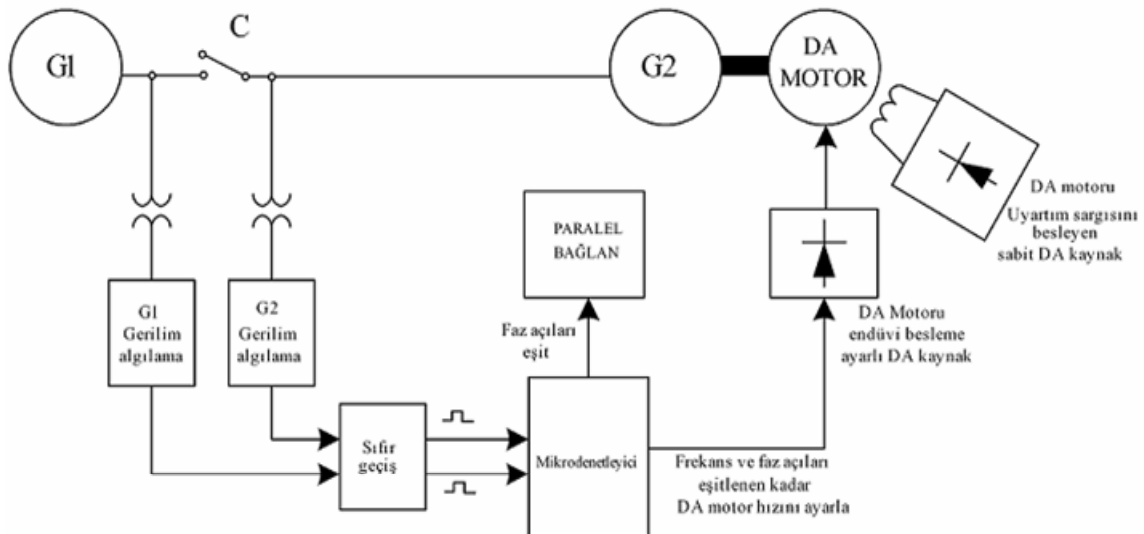 G1
C
G2
DA
MOTOR
DA motoru
Uyartım sargısını
besleyen
sabit DA kaynak
PARALEL
BAĞLAN
G1
Gerilim
algılama
G2
Gerilim
algılama
Faz açıları
eşit
DA Motoru
endüvi besleme
ayarlı DA kaynak
Sıfır
geçiş
Mikrodenetleyici
Frekans ve faz açıları
eşitlenen kadar
DA motor hızını ayarla